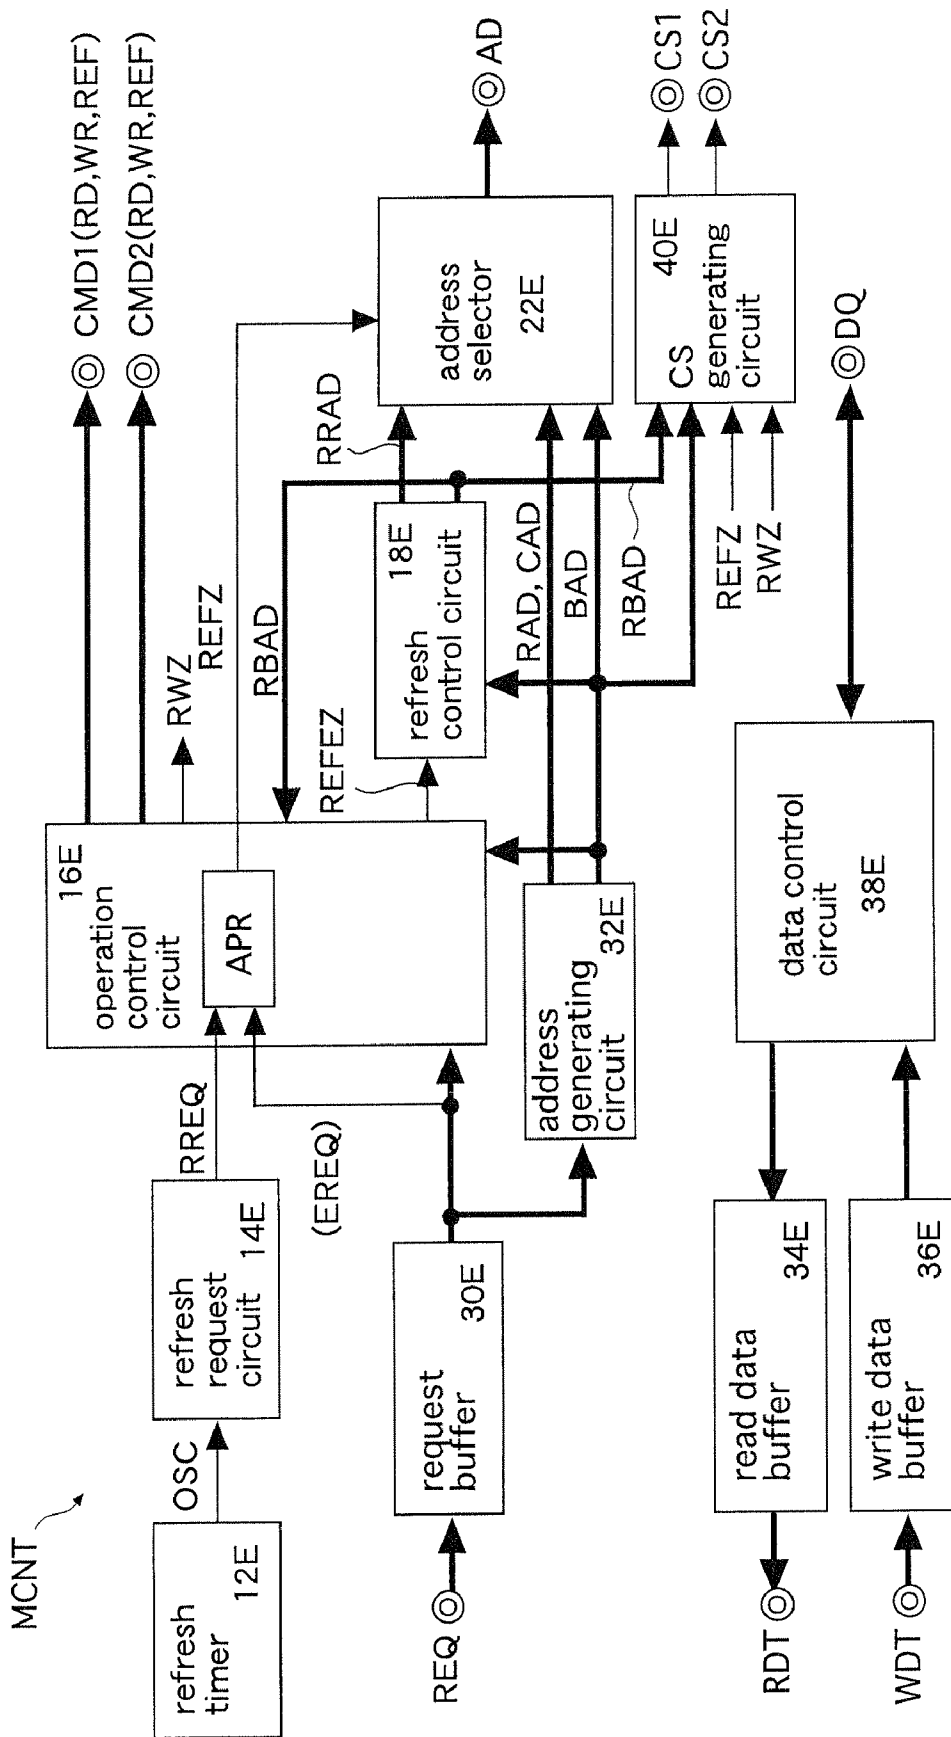 MCNT
refresh
timer
12E
OSC
refresh
request
circuit
14E
RREQ
(EREQ)
16E
operation
control
circuit
APR
CMD1(RD,WR,REF)
CMD2(RD,WR,REF)
RWZ
REFZ
RBAD
REFEZ
refresh
control circuit
18E
RRAD
address
selector
22E
AD
REQ
request
buffer
30E
address
generating
circuit
32E
RAD, CAD
BAD
RBAD
REFZ
RWZ
CS
generating
circuit
40E
CS1
CS2
RDT
read data
buffer
34E
WDT
write data
buffer
36E
data control
circuit
38E
DQ